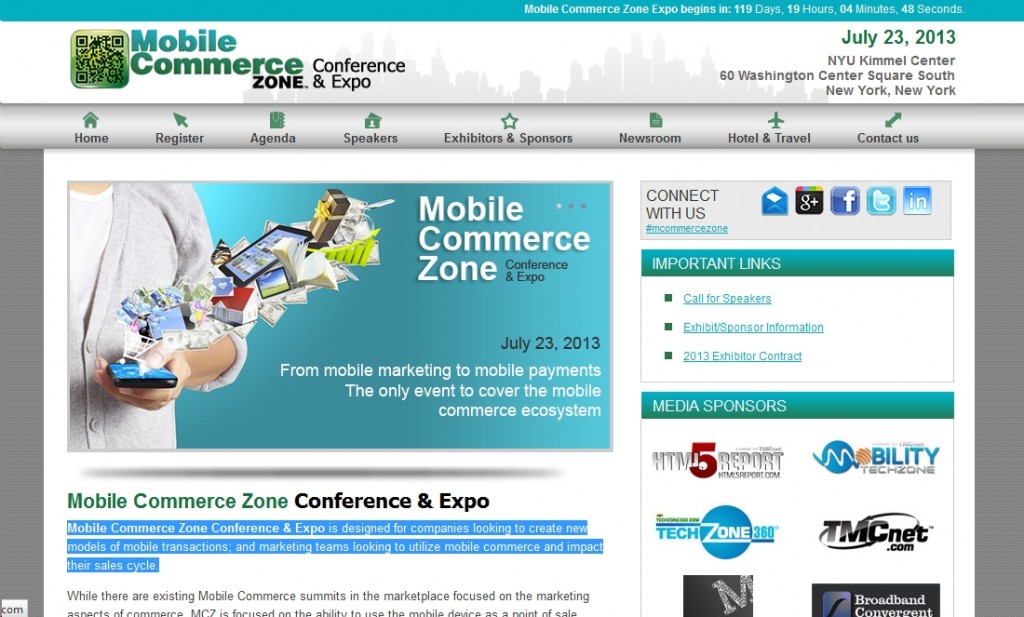 Mobile Commerce Zone Expo begins in: 119 Days, 19 Hours, 04 Minutes, 48 Seconds.
Mobile
Commerce
ZONE™
Conference
& Expo
July 23, 2013
NYU Kimmel Center
60 Washington Center Square South
New York, New York
Home
Register
Agenda
Speakers
Exhibitors & Sponsors
Newsroom
Hotel & Travel
Contact us
Mobile
Commerce
Zone
Conference
& Expo
July 23, 2013
From mobile marketing to mobile payments
The only event to cover the mobile
commerce ecosystem
Mobile Commerce Zone Conference & Expo
Mobile Commerce Zone Conference & Expo is designed for companies looking to create new
models of mobile transactions; and marketing teams looking to utilize mobile commerce and impact
their sales cycle.
While there are existing Mobile Commerce summits in the marketplace focused on the marketing
aspects of commerce, MCZ is focused on the ability to use the mobile device as a point of sale
com
CONNECT
WITH US
#mcommercezone
g+
f
t
in
IMPORTANT LINKS
Call for Speakers
Exhibit/Sponsor Information
2013 Exhibitor Contract
MEDIA SPONSORS
POWERED BY TMCnet
HTML5 REPORT
HTML5REPORT.COM
POWERED BY TMCnet
MOBILITY
TECHZONE
TECHZONE360.COM
TECHZONE360°
TMCnet™
.com
M
Broadband
Convergent